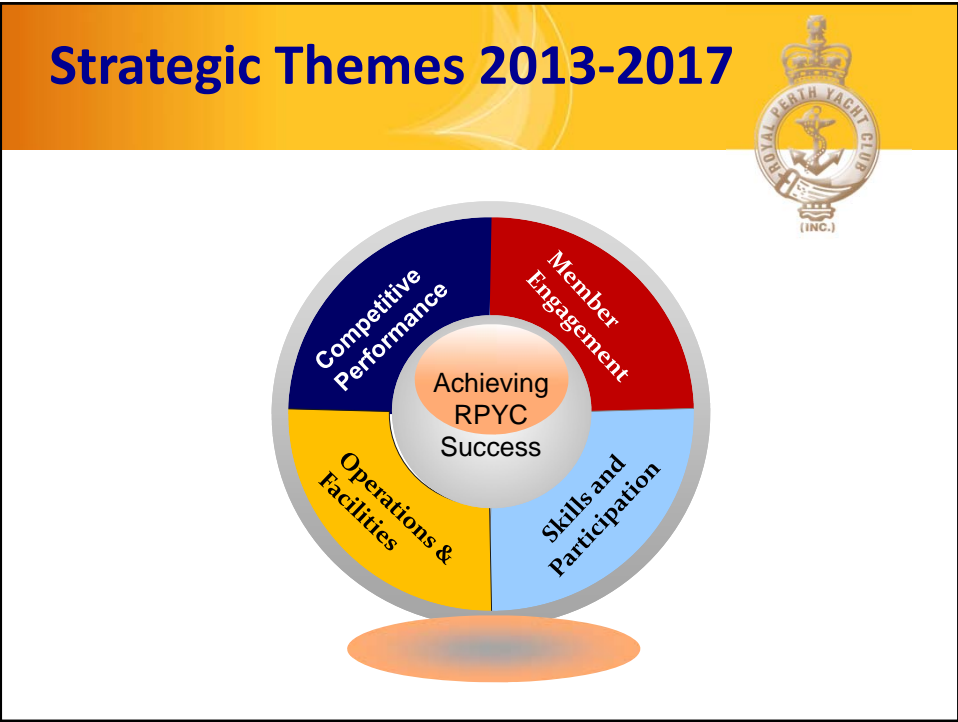 Strategic Themes 2013-2017
ROYAL PERTH YACHT CLUB
(INC.)
Competitive
Performance
Member
Engagement
Achieving
RPYC
Success
Operations &
Facilities
Skills and
Participation